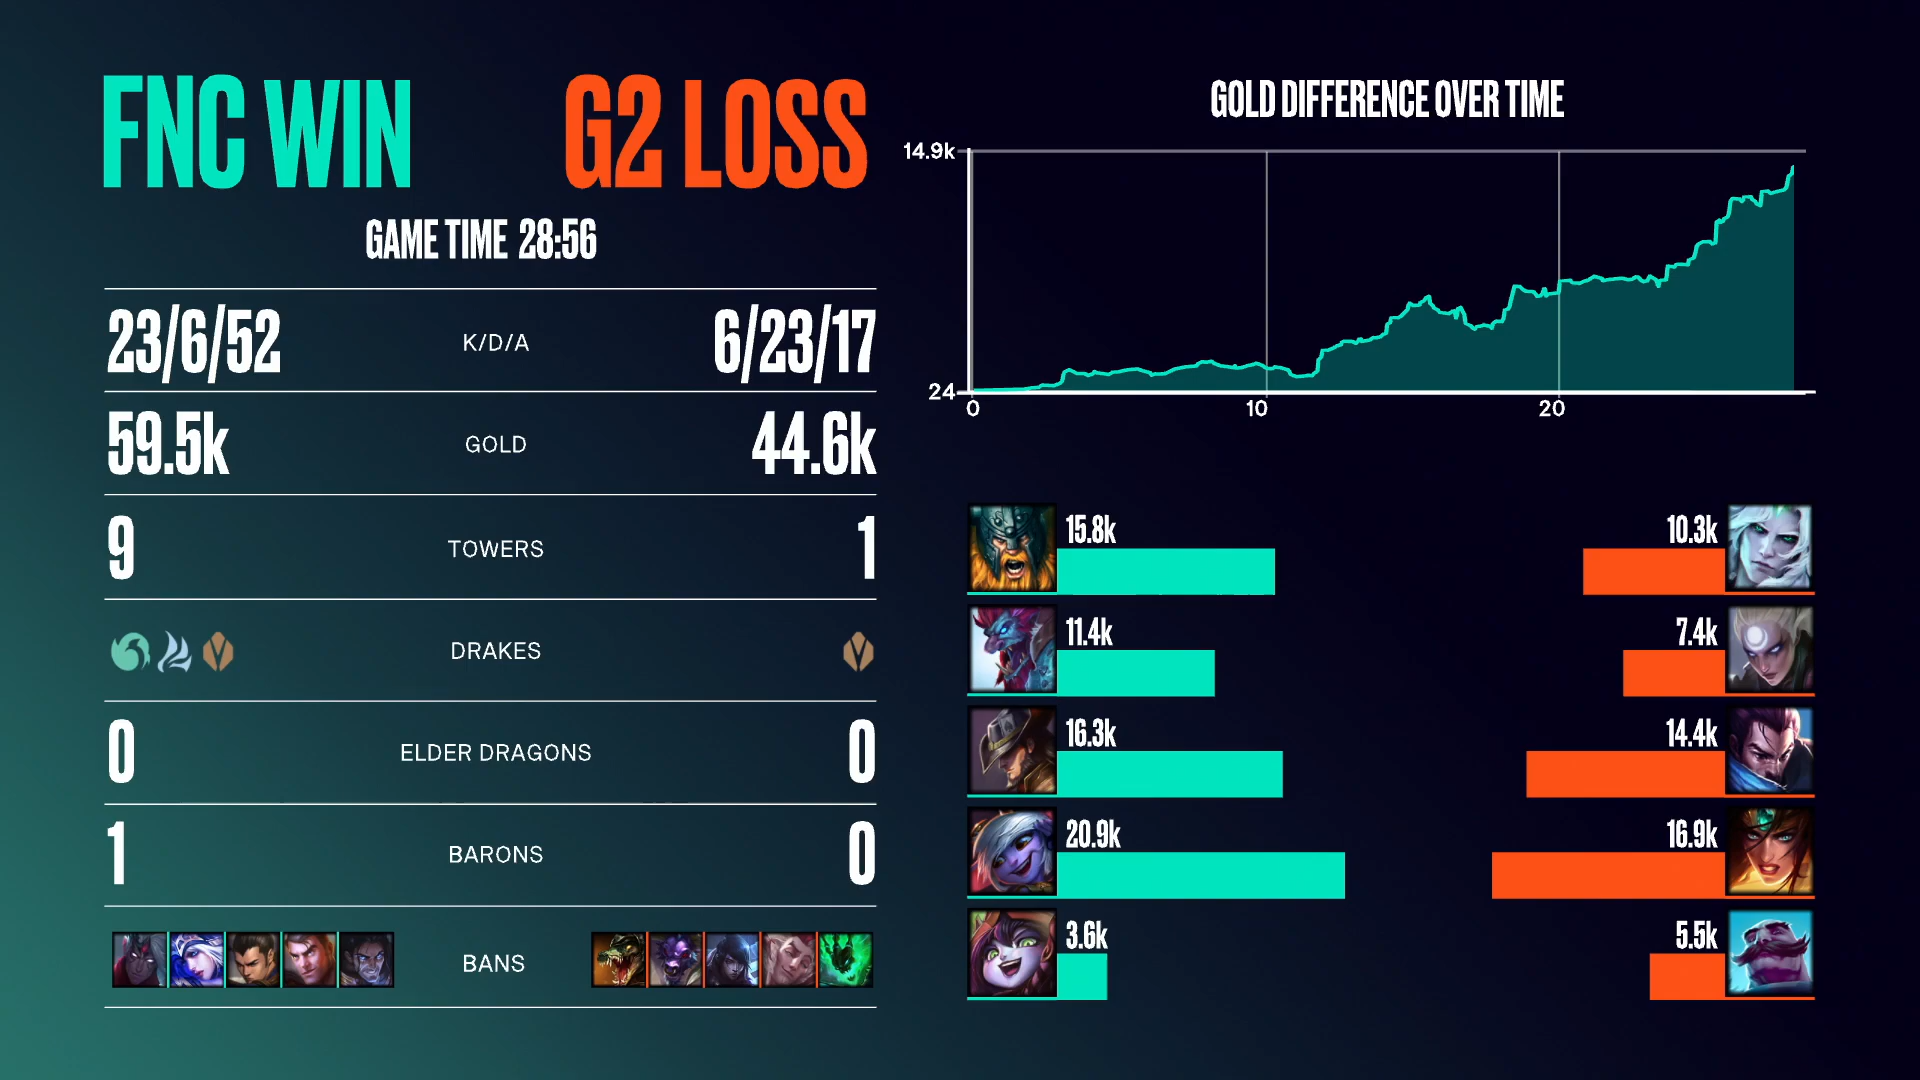 FNC WIN
G2 LOSS
GAME TIME 28:56
23/6/52 K/D/A 6/23/17
59.5k GOLD 44.6k
9 TOWERS 1
DRAKES
0 ELDER DRAGONS 0
1 BARONS 0
BANS
GOLD DIFFERENCE OVER TIME
14.9k
24
0 10 20
15.8k 10.3k
11.4k 7.4k
16.3k 14.4k
20.9k 16.9k
3.6k 5.5k